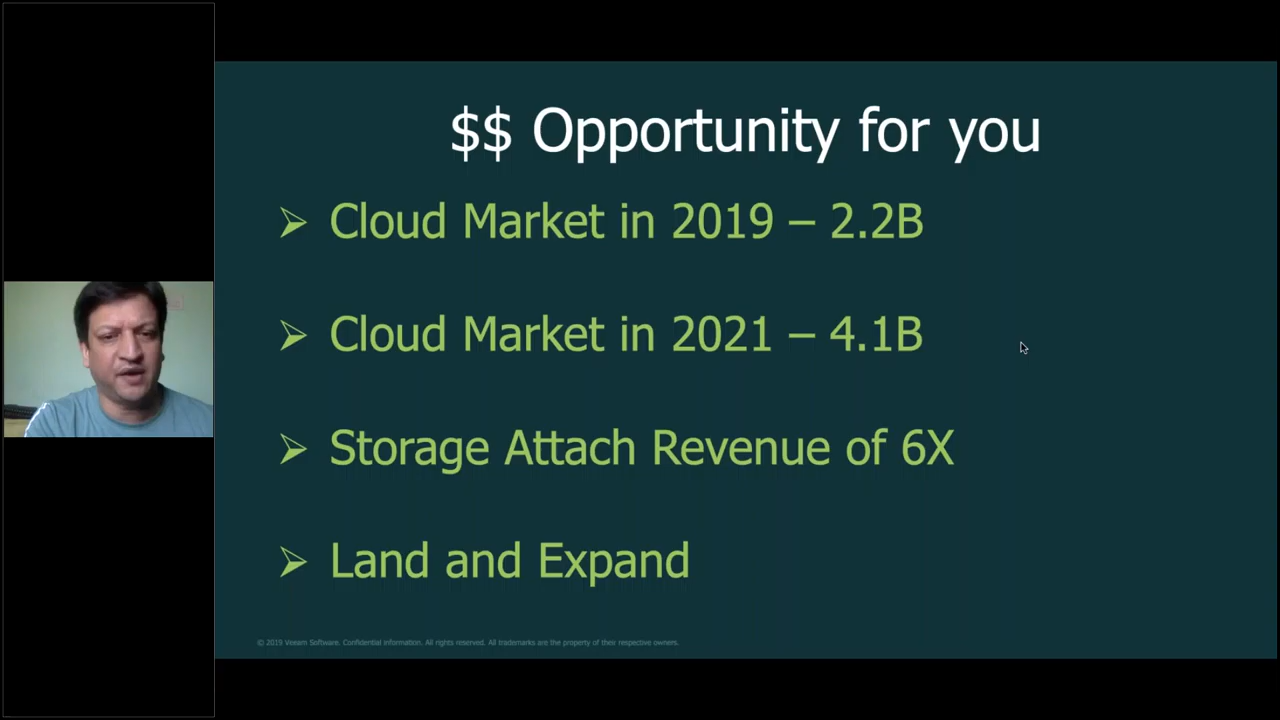 $$ Opportunity for you
➢ Cloud Market in 2019 – 2.2B
➢ Cloud Market in 2021 – 4.1B
➢ Storage Attach Revenue of 6X
➢ Land and Expand
© 2019 Veeam Software. Confidential information. All rights reserved. All trademarks are the property of their respective owners.